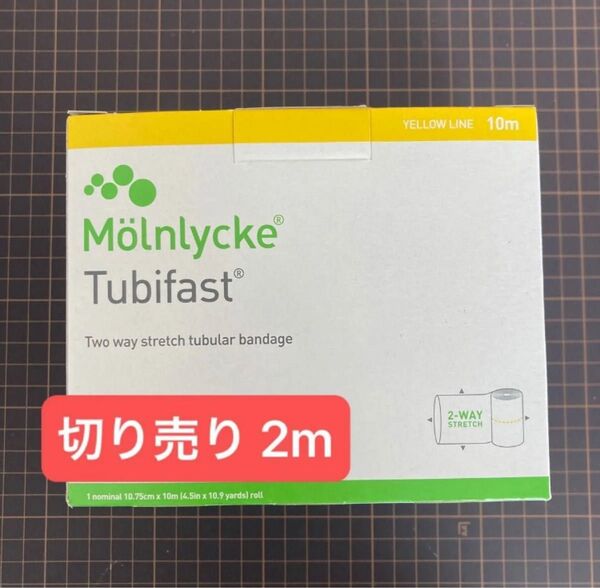 YELLOW LINE 10m
Mölnlycke®
Tubifast®
Two way stretch tubular bandage
2-WAY
STRETCH
切り売り 2m
1 nominal 10.75cm x 10m (4.5in x 10.9 yards) roll